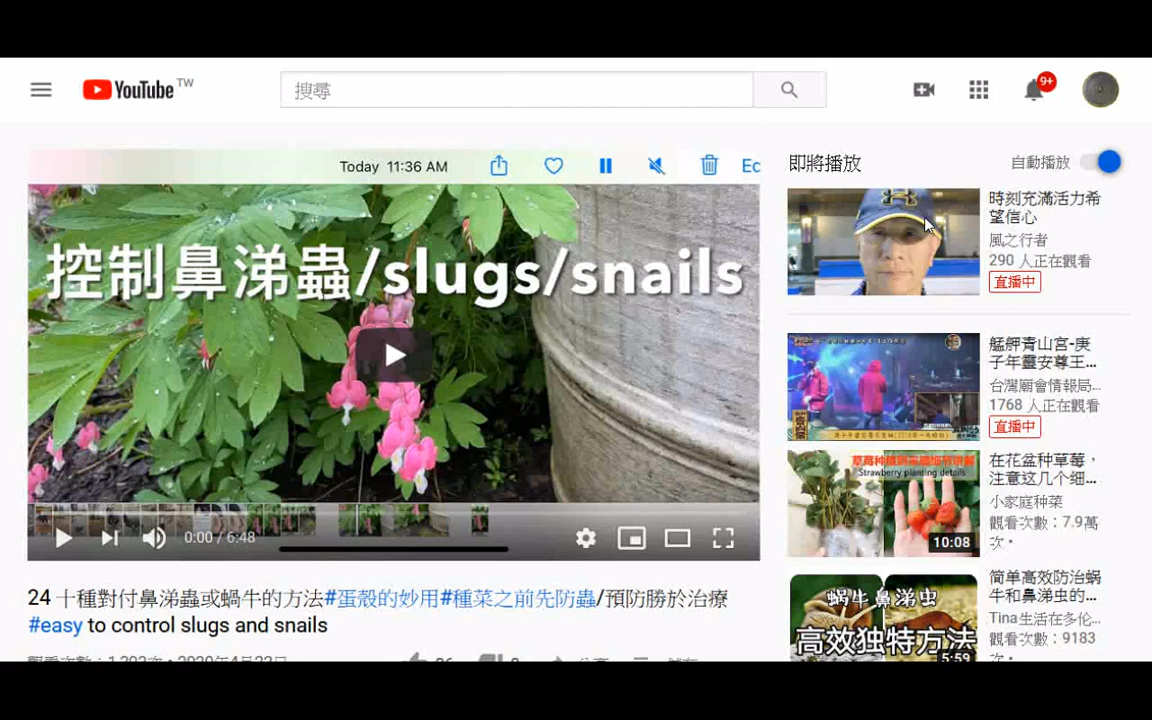 YouTube TW
搜尋
9+
Today 11:36 AM
控制鼻涕蟲/slugs/snails
0:00 / 6:48
24 十種對付鼻涕蟲或蝸牛的方法#蛋殼的妙用#種菜之前先防蟲/預防勝於治療
#easy to control slugs and snails
即將播放
自動播放
時刻充滿活力希
望信心
風之行者
290 人正在觀看
直播中
艋舺青山宮-庚
子年靈安尊王...
台灣廟會情報局...
1768 人正在觀看
直播中
Strawberry planting details
10:08
在花盆种草莓，
注意这几个细...
小家庭种菜
觀看次數：7.9萬
次・
蜗牛鼻涕虫
高效独特方法
5:59
简单高效防治蜗
牛和鼻涕虫的...
Tina生活在多伦...
觀看次數：9183